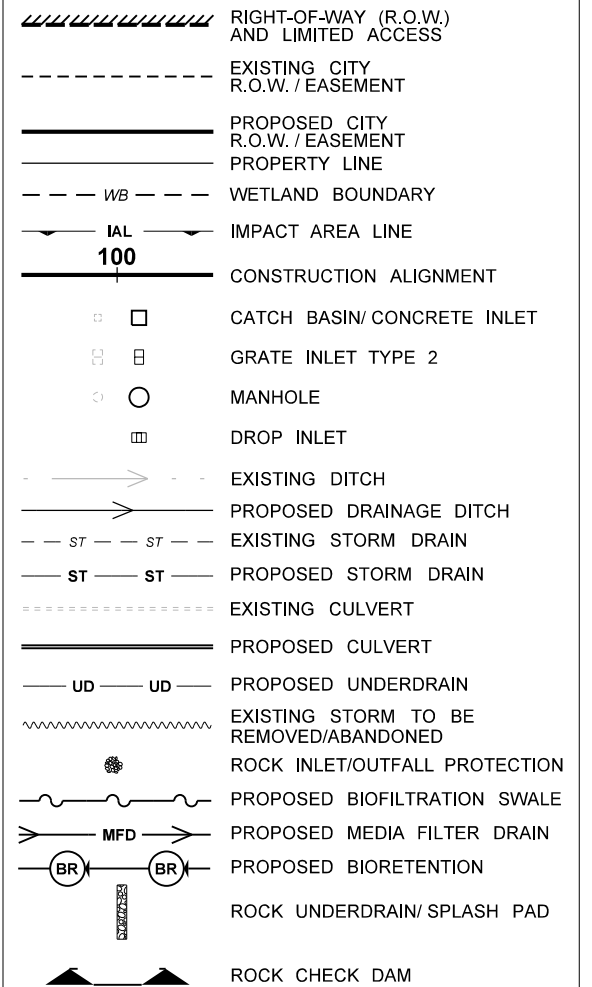 RIGHT-OF-WAY (R.O.W.)
AND LIMITED ACCESS
EXISTING CITY
R.O.W. / EASEMENT
PROPOSED CITY
R.O.W. / EASEMENT
PROPERTY LINE
WB
WETLAND BOUNDARY
IAL
IMPACT AREA LINE
100
CONSTRUCTION ALIGNMENT
CATCH BASIN/ CONCRETE INLET
GRATE INLET TYPE 2
MANHOLE
DROP INLET
EXISTING DITCH
PROPOSED DRAINAGE DITCH
ST ST EXISTING STORM DRAIN
ST ST PROPOSED STORM DRAIN
EXISTING CULVERT
PROPOSED CULVERT
UD UD PROPOSED UNDERDRAIN
EXISTING STORM TO BE
REMOVED/ABANDONED
ROCK INLET/OUTFALL PROTECTION
PROPOSED BIOFILTRATION SWALE
MFD PROPOSED MEDIA FILTER DRAIN
BR BR PROPOSED BIORETENTION
ROCK UNDERDRAIN/ SPLASH PAD
ROCK CHECK DAM